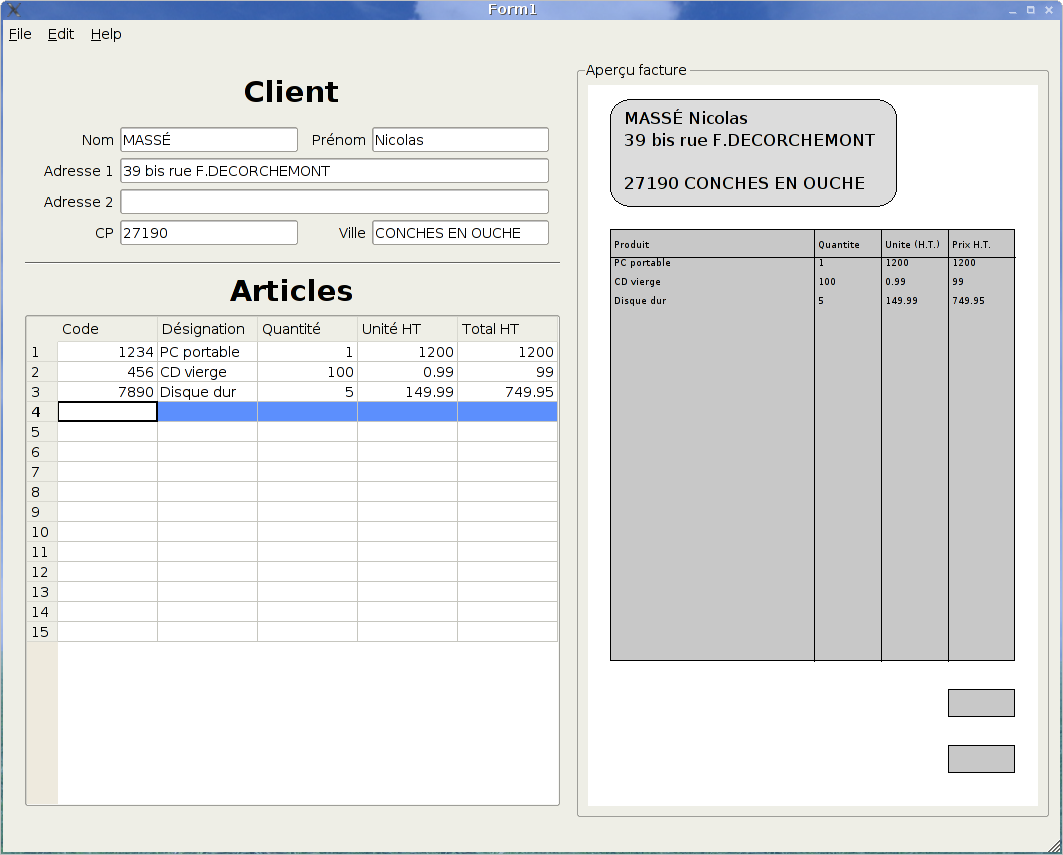 Form1
File Edit Help
Client
Nom MASSÉ Prénom Nicolas
Adresse 1 39 bis rue F.DECORCHEMONT
Adresse 2
CP 27190 Ville CONCHES EN OUCHE
Articles
Code Désignation Quantité Unité HT Total HT
1 1234 PC portable 1 1200 1200
2 456 CD vierge 100 0.99 99
3 7890 Disque dur 5 149.99 749.95
4
5
6
7
8
9
10
11
12
13
14
15
Aperçu facture
MASSÉ Nicolas
39 bis rue F.DECORCHEMONT
27190 CONCHES EN OUCHE
Produit Quantite Unite (H.T.) Prix H.T.
PC portable 1 1200 1200
CD vierge 100 0.99 99
Disque dur 5 149.99 749.95